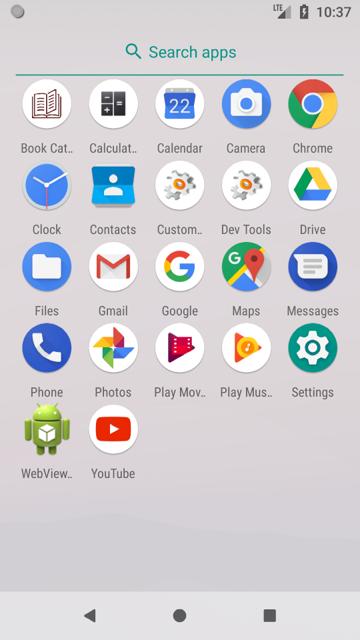 LTE 10:37
Search apps
Book Cat..
Calculat..
22
Calendar
Camera
Chrome
Clock
Contacts
Custom..
Dev Tools
Drive
Files
Gmail
Google
G
Maps
Messages
Phone
Photos
Play Mov..
Play Mus..
Settings
WebView..
YouTube